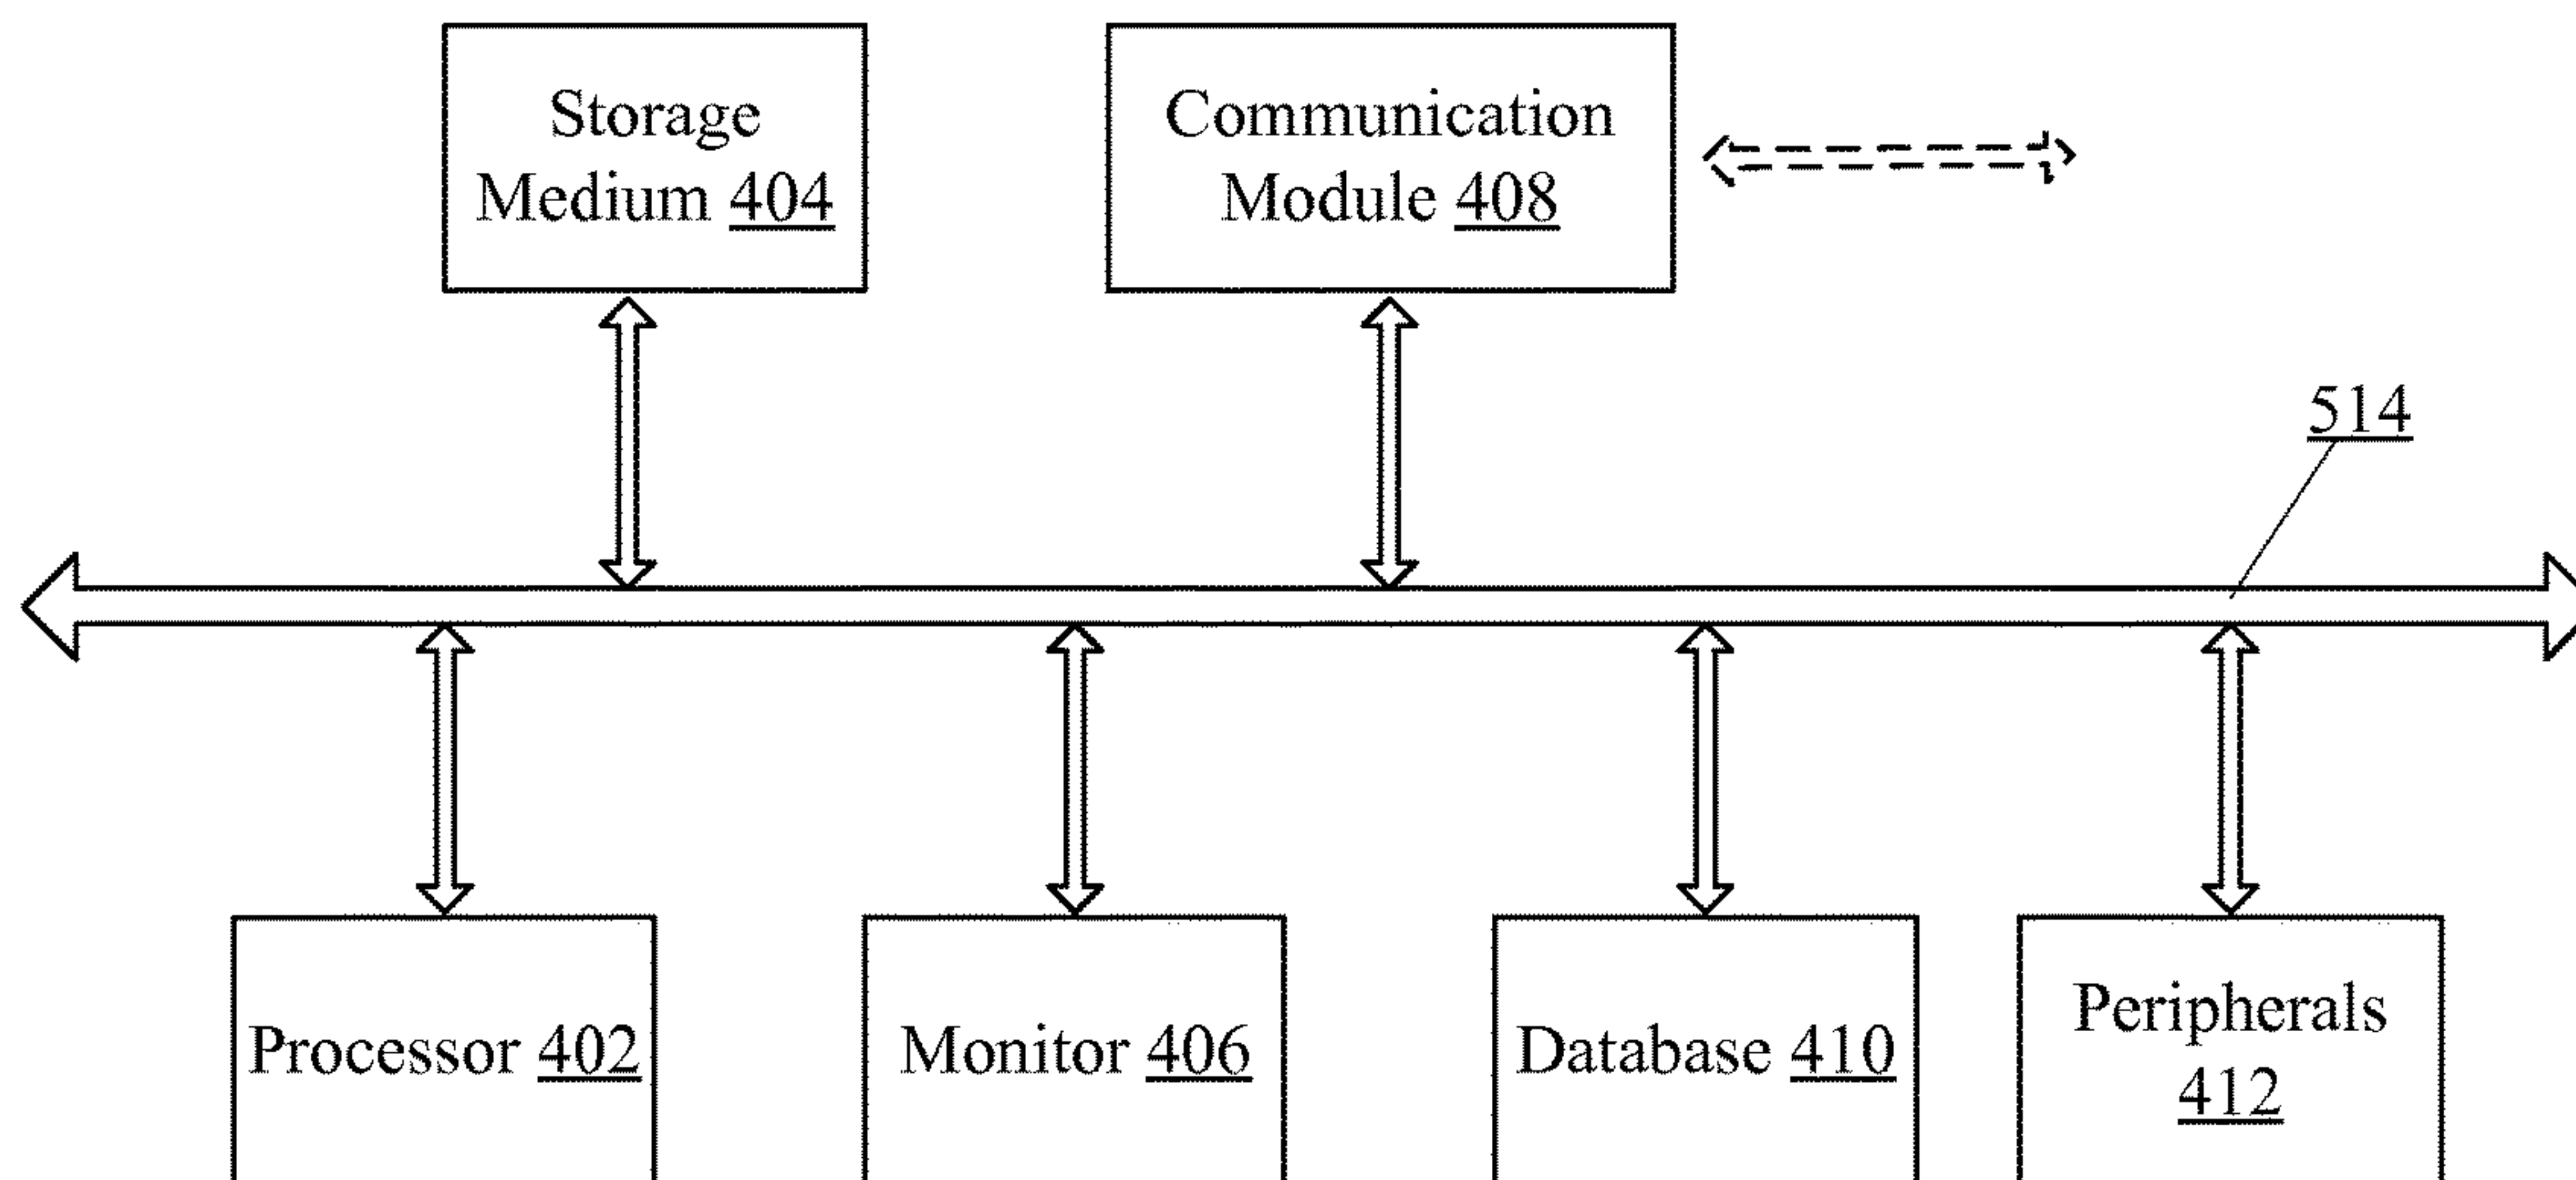 Storage
Medium 404
Communication
Module 408
514
Processor 402
Monitor 406
Database 410
Peripherals
412